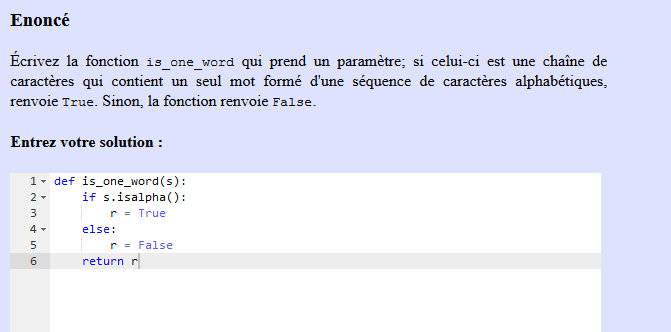 Enoncé
Écrivez la fonction is_one_word qui prend un paramètre; si celui-ci est une chaîne de
caractères qui contient un seul mot formé d'une séquence de caractères alphabétiques,
renvoie True. Sinon, la fonction renvoie False.
Entrez votre solution :
1 def is_one_word(s):
2     if s.isalpha():
3         r = True
4     else:
5         r = False
6     return r